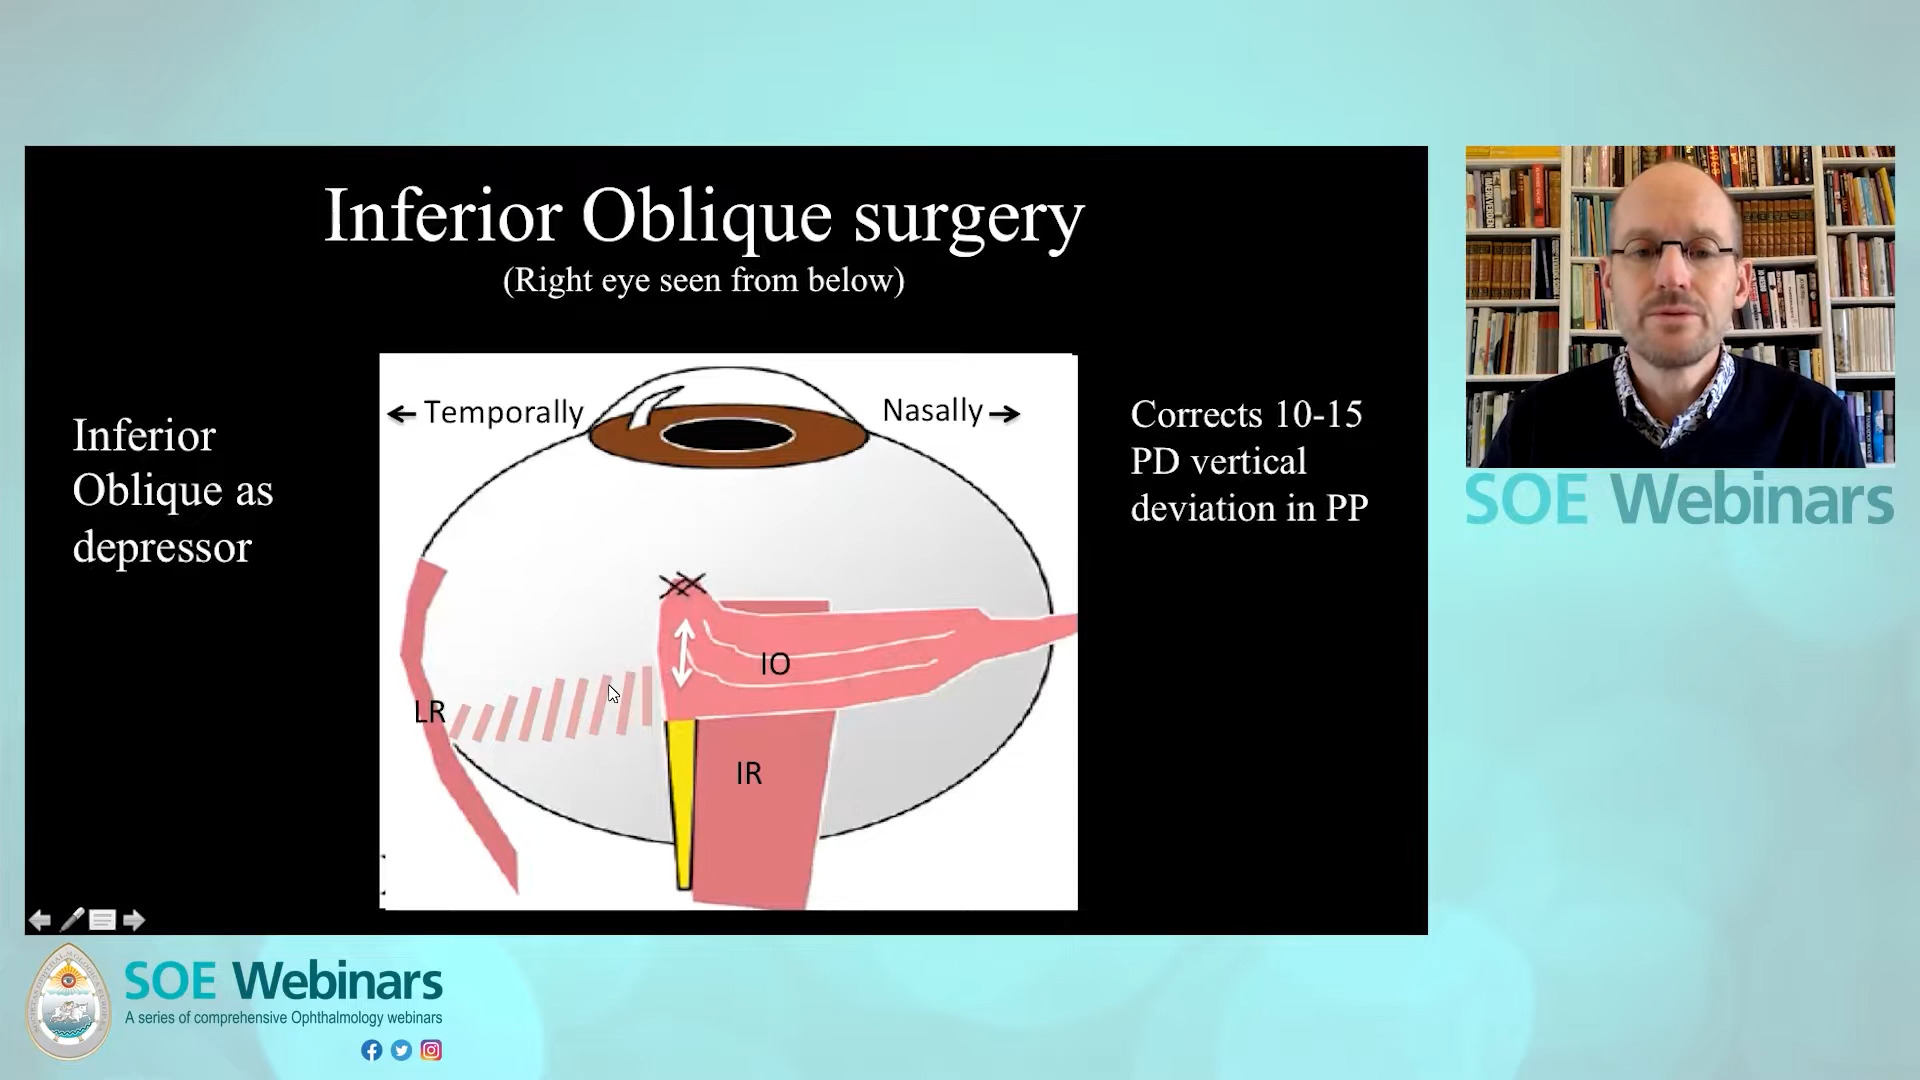 Inferior Oblique surgery
(Right eye seen from below)
Inferior
Oblique as
depressor
← Temporally
Nasally →
LR
IO
IR
Corrects 10-15
PD vertical
deviation in PP
SOE Webinars
SOE Webinars
A series of comprehensive Ophthalmology webinars